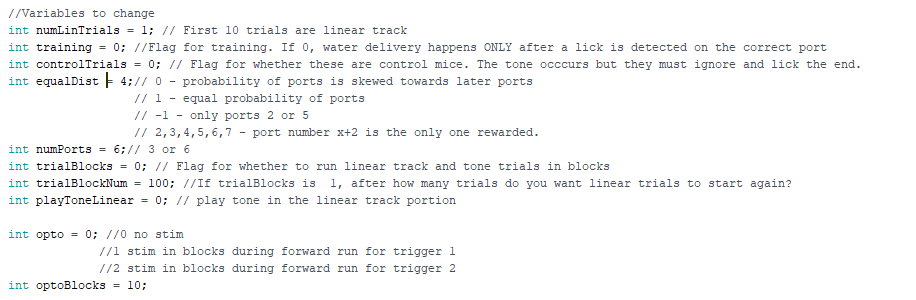 //Variables to change
int numLinTrials = 1; // First 10 trials are linear track
int training = 0; //Flag for training. If 0, water delivery happens ONLY after a lick is detected on the correct port
int controlTrials = 0; // Flag for whether these are control mice. The tone occcurs but they must ignore and lick the end.
int equalDist = 4;// 0 - probability of ports is skewed towards later ports
// 1 - equal probability of ports
// -1 - only ports 2 or 5
// 2,3,4,5,6,7 - port number x+2 is the only one rewarded.
int numPorts = 6;// 3 or 6
int trialBlocks = 0; // Flag for whether to run linear track and tone trials in blocks
int trialBlockNum = 100; //If trialBlocks is  1, after how many trials do you want linear trials to start again?
int playToneLinear = 0; // play tone in the linear track portion
int opto = 0; //0 no stim
//1 stim in blocks during forward run for trigger 1
//2 stim in blocks during forward run for trigger 2
int optoBlocks = 10;